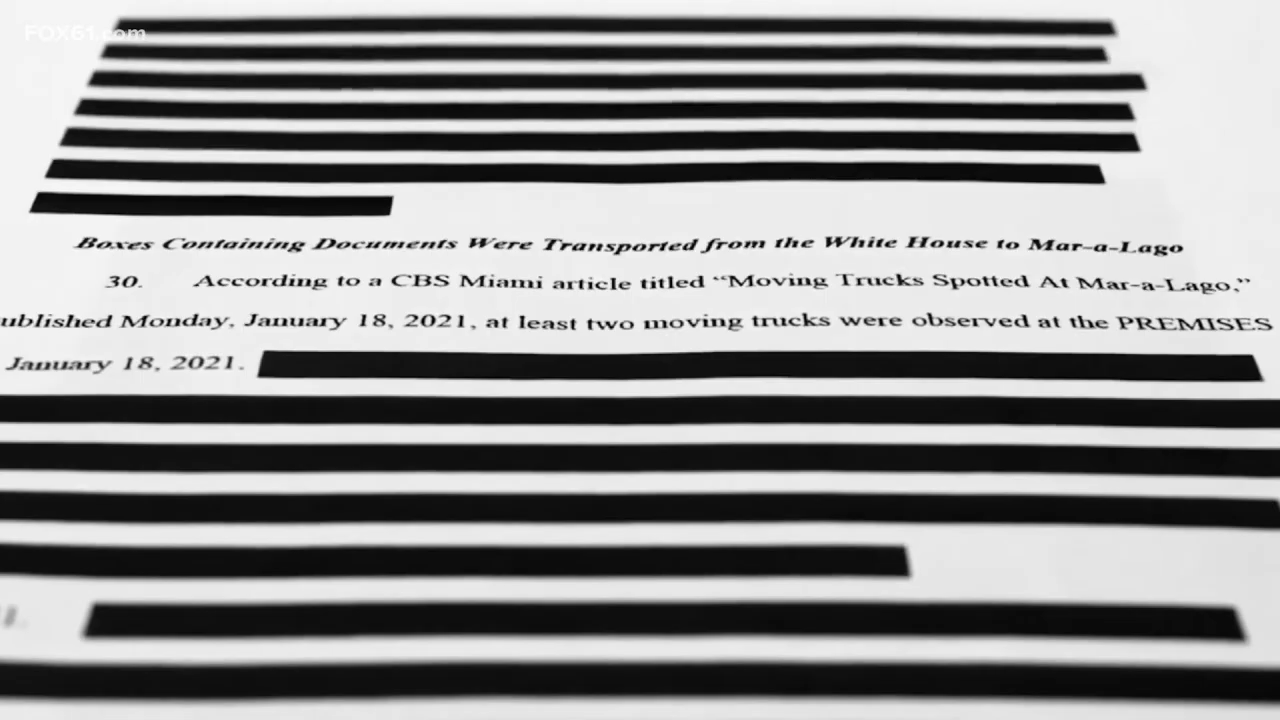 FOX61.com
Boxes Containing Documents Were Transported from the White House to Mar-a-Lago
30. According to a CBS Miami article titled “Moving Trucks Spotted At Mar-a-Lago,”
ublished Monday, January 18, 2021, at least two moving trucks were observed at the PREMISES
January 18, 2021.